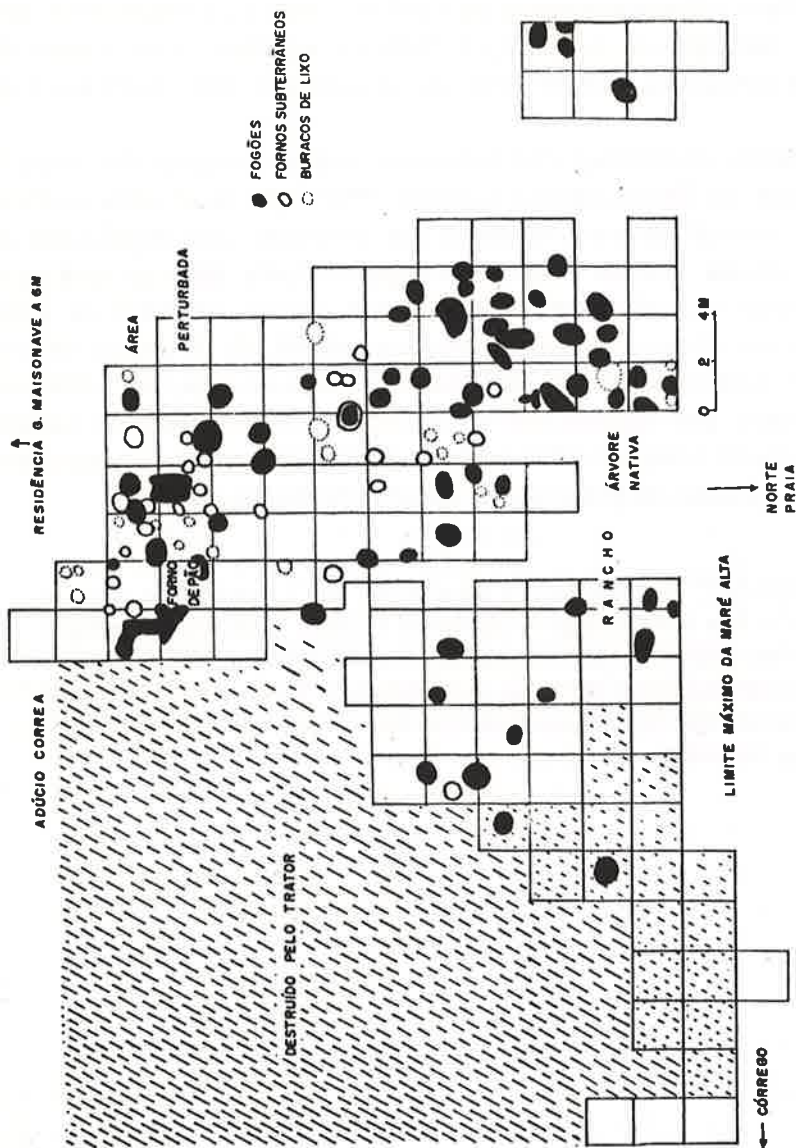 RESIDÊNCIA G. MAISONAVE A 6M
ÁREA
PERTURBADA
FOGÕES
FORNOS SUBTERRÂNEOS
BURACOS DE LIXO
ADÚCIO CORREA
FORNO
DE PÃO
DESTRUÍDO PELO TRATOR
0 2 4M
ÁRVORE
NATIVA
NORTE
PRAIA
RANCHO
LIMITE MÁXIMO DA MARÉ ALTA
CÓRREGO